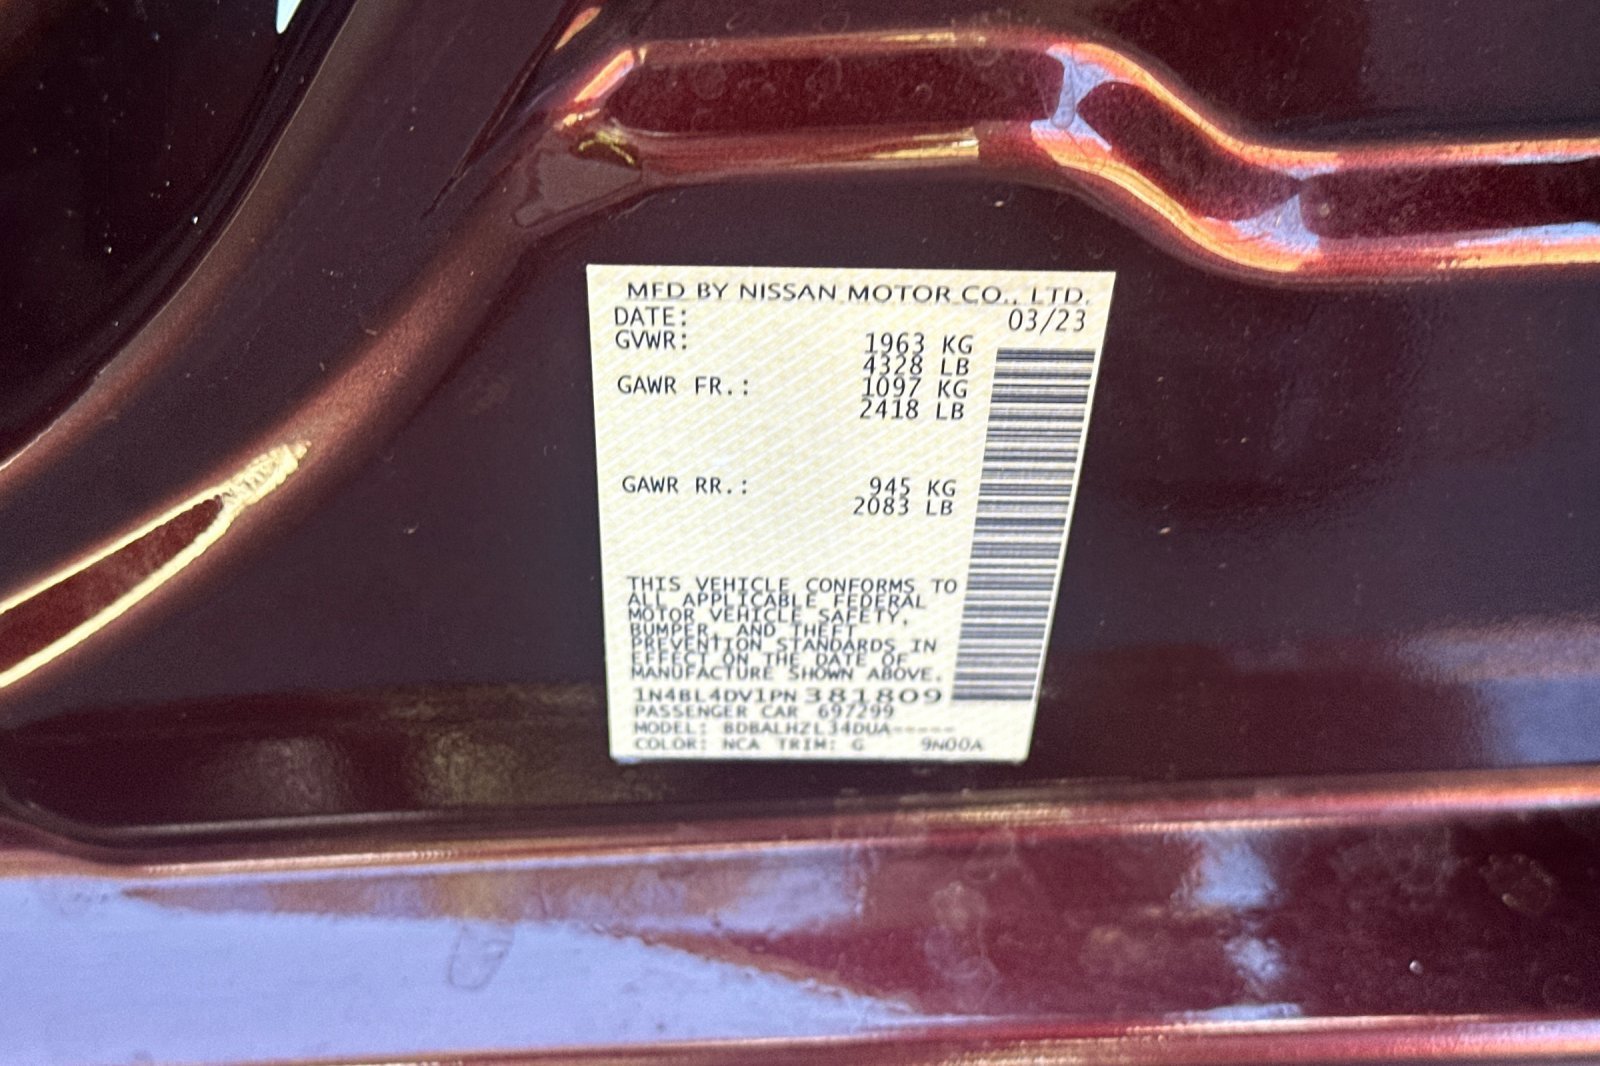 MFD BY NISSAN MOTOR CO., LTD.
DATE: 03/23
GVWR: 1963 KG
4328 LB
GAWR FR.: 1097 KG
2418 LB
GAWR RR.: 945 KG
2083 LB
THIS VEHICLE CONFORMS TO
ALL APPLICABLE FEDERAL
MOTOR VEHICLE SAFETY,
BUMPER, AND THEFT
PREVENTION STANDARDS IN
EFFECT ON THE DATE OF
MANUFACTURE SHOWN ABOVE.
1N4BL4DV1PN381809
PASSENGER CAR 697299
MODEL: BDBALHZL34DUA-----
COLOR: NCA TRIM: G 9N00A